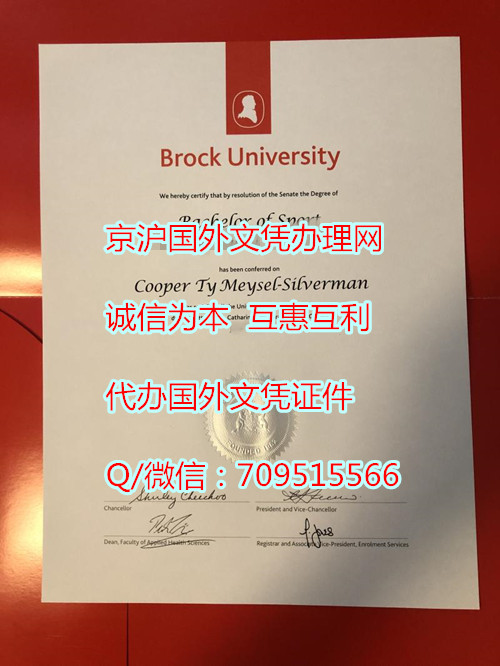 Brock University
We hereby certify that by resolution of the Senate the Degree of
Bachelor of Sport
京沪国外文凭办理网
has been conferred on
Cooper Ty Meysel-Silverman
诚信为本 互惠互利
Catharin
代办国外文凭证件
FOUNDED
Q/微信：709515566
Chancellor
President and Vice-Chancellor
Dean, Faculty of Applied Health Sciences
Registrar and Associate Vice-President, Enrolment Services